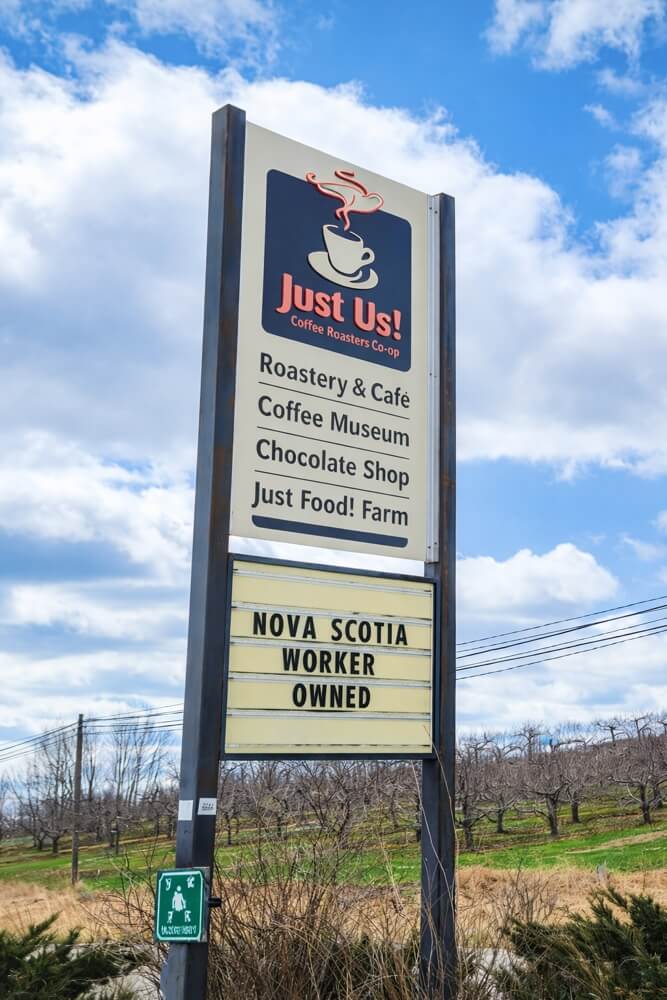 Just Us!
Coffee Roasters Co-op
Roastery & Café
Coffee Museum
Chocolate Shop
Just Food! Farm
NOVA SCOTIA
WORKER
OWNED